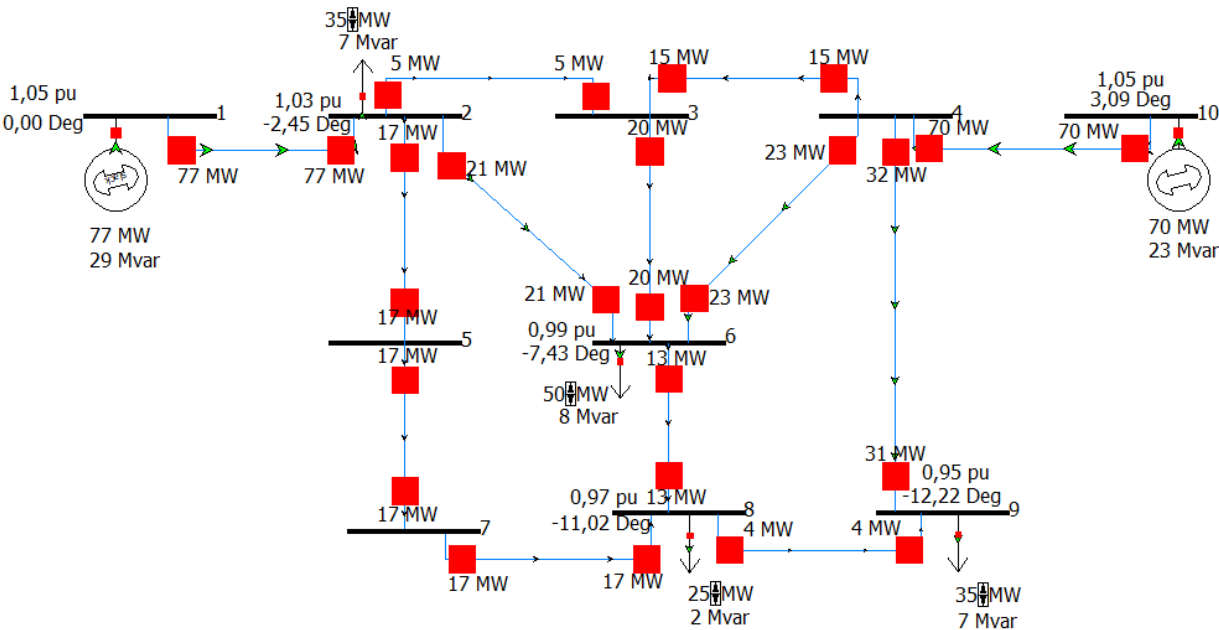 35 MW
7 Mvar
5 MW
5 MW
15 MW
15 MW
1,05 pu
0,00 Deg
1
1,03 pu
-2,45 Deg
2
17 MW
3
20 MW
4
70 MW
1,05 pu
3,09 Deg
10
70 MW
77 MW
77 MW
21 MW
23 MW
32 MW
slack
77 MW
29 Mvar
70 MW
23 Mvar
21 MW
20 MW
23 MW
17 MW
5
17 MW
0,99 pu
-7,43 Deg
6
13 MW
50 MW
8 Mvar
31 MW
17 MW
7
0,97 pu
-11,02 Deg
13 MW
8
0,95 pu
-12,22 Deg
9
4 MW
4 MW
17 MW
17 MW
25 MW
2 Mvar
35 MW
7 Mvar